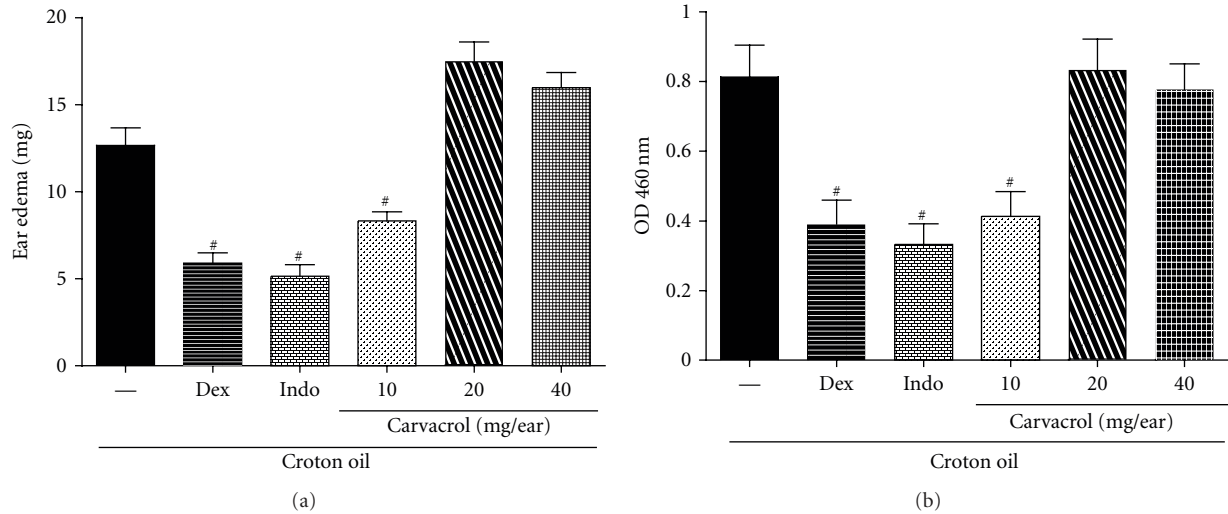 20
15
10
5
0
Ear edema (mg)
#
#
#
— Dex Indo 10 20 40
Carvacrol (mg/ear)
Croton oil
(a)
1
0.8
0.6
0.4
0.2
0
OD 460 nm
#
#
#
— Dex Indo 10 20 40
Carvacrol (mg/ear)
Croton oil
(b)